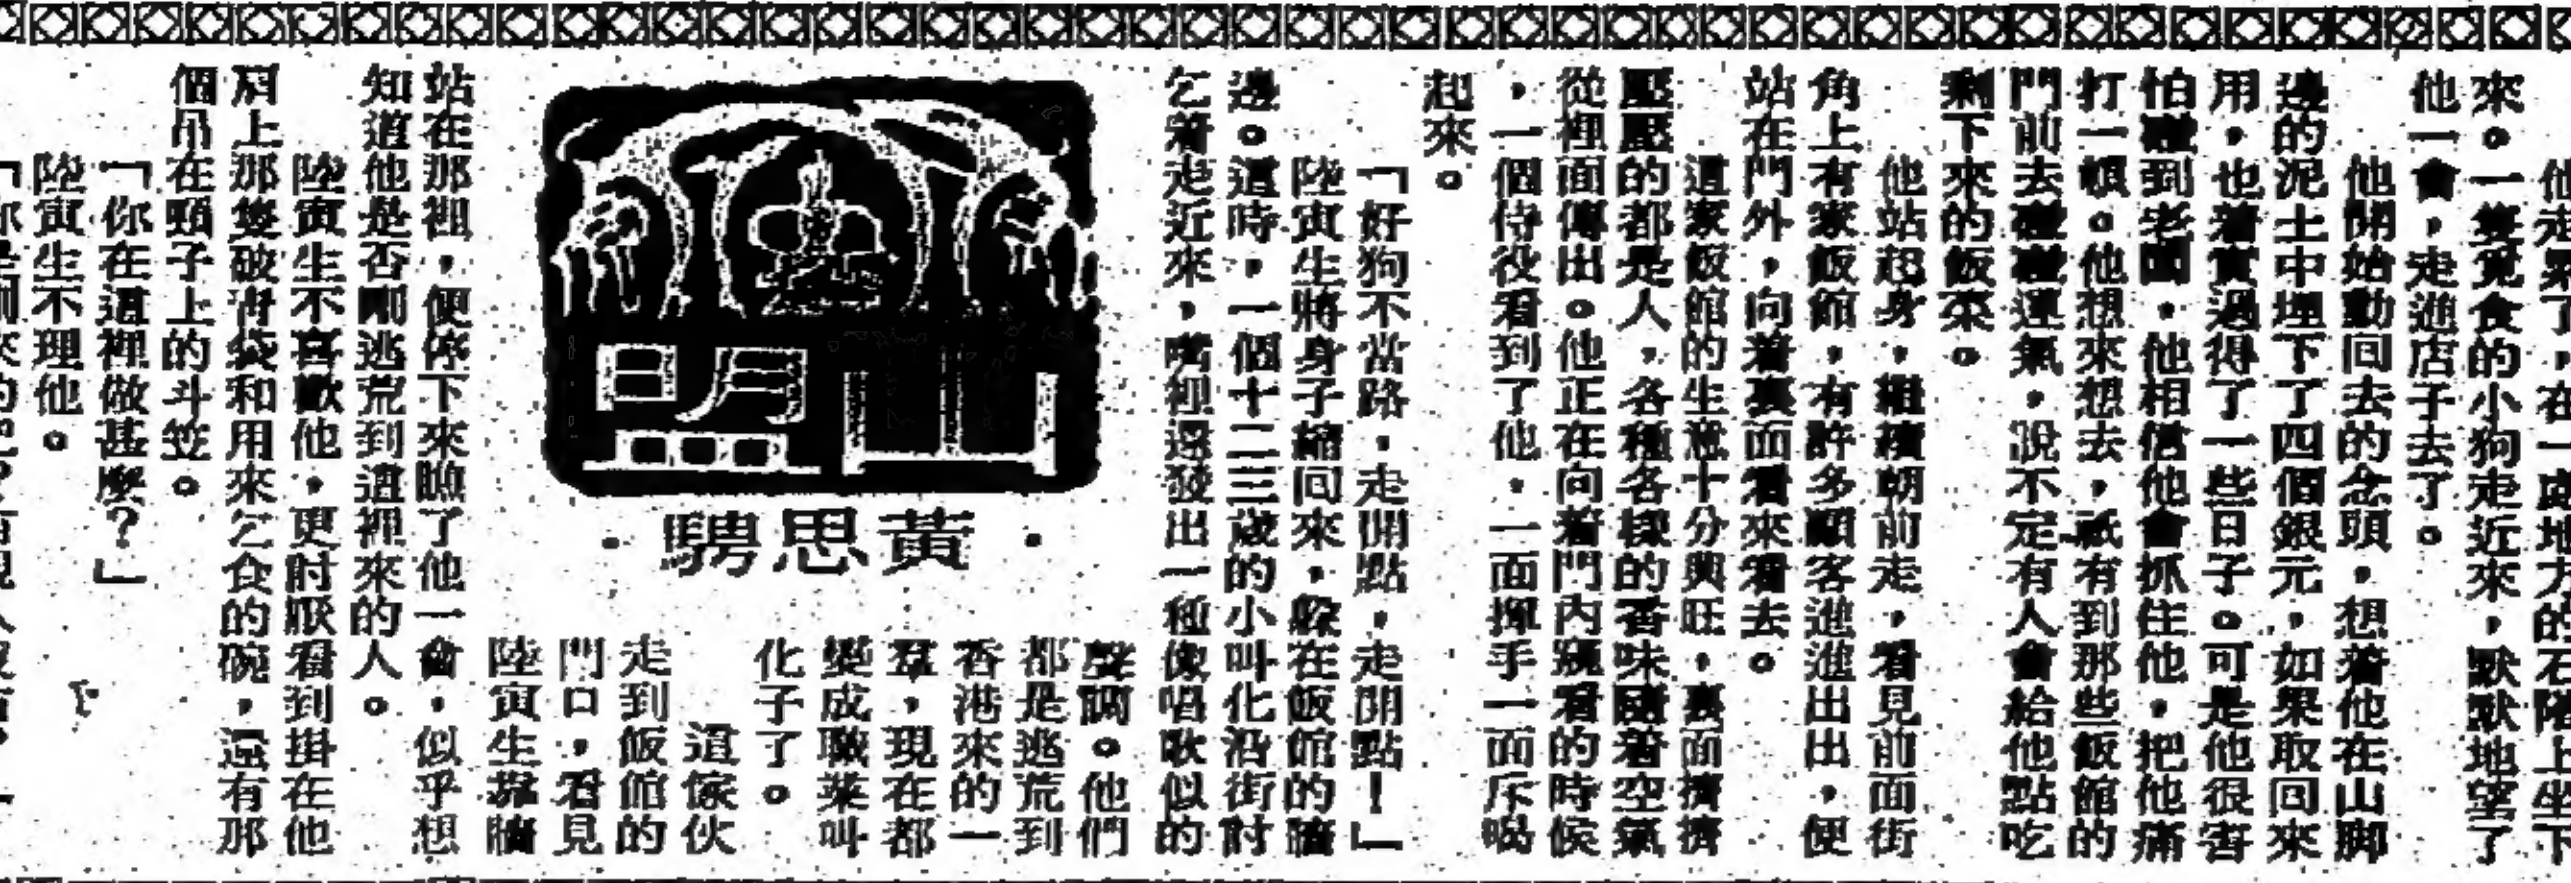 他走累了，在一處地方的石階上坐下
來。一隻覓食的小狗走近來，默默地望了
他一會，走進店子去了。
他開始動回去的念頭，想着他在山脚
邊的泥土中埋下了四個銀元，如果取回來
用，也着實過得了一些日子。可是他很害
怕碰到老闆，他相信他會抓住他，把他痛
打一頓。他想來想去，祇有到那些飯館的
門前去碰碰運氣，說不定有人會給他點吃
剩下來的飯菜。
他站起身，繼續朝前走，看見前面街
角上有家飯館，有許多顧客進進出出，便
站在門外，向着裏面看來看去。
這家飯館的生意十分興旺，裏面擠擠
壓壓的都是人，各種各樣的香味隨着空氣
從裡面傳出。他正在向着門內窺看的時候
，一個侍役看到了他，一面揮手一面斥喝
起來。
「好狗不當路，走開點，走開點！」
陸寅生將身子縮回來，躲在飯館的牆
邊。這時，一個十二三歲的小叫化沿街討
乞着走近來，嘴裡還發出一種像唱歌似的
聲調。他們
都是逃荒到
香港來的一
羣，現在都
變成職業叫
化子了。
這傢伙
走到飯館的
門口，看見
陸寅生靠牆
山明
·黃思騁·
站在那裡，便停下來瞧了他一會，似乎想
知道他是否剛逃荒到這裡來的人。
陸寅生不喜歡他，更討厭看到掛在他
肩上那隻破背袋和用來乞食的碗，還有那
個吊在頸子上的斗笠。
「你在這裡做甚麼？」
陸寅生不理他。